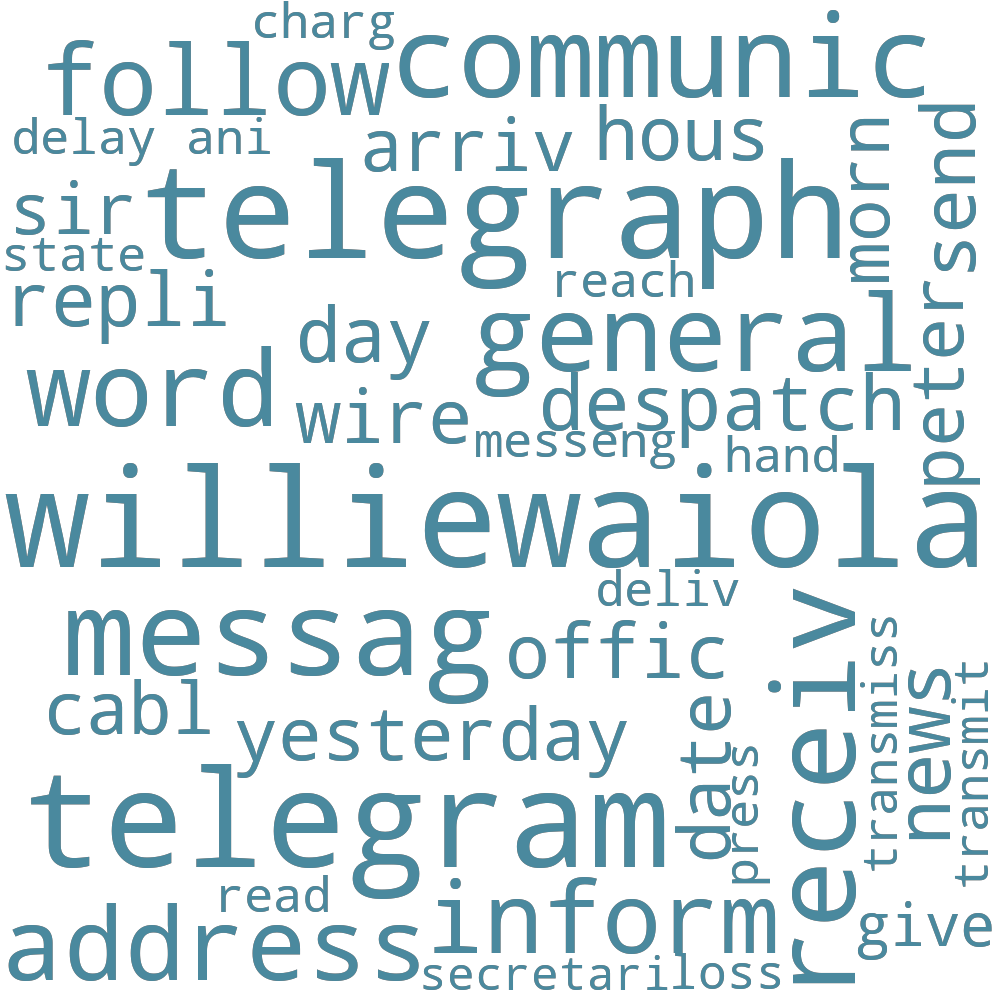 charg
communic
follow
delay
ani
arriv
hous
morn
send
sir
telegraph
state
repli
reach
day
general
peter
word
wire
despatch
messeng
hand
williewaiola
deliv
messag
offic
receiv
transmiss
news
transmit
cabl
yesterday
date
press
telegram
read
address
inform
give
secretari
loss